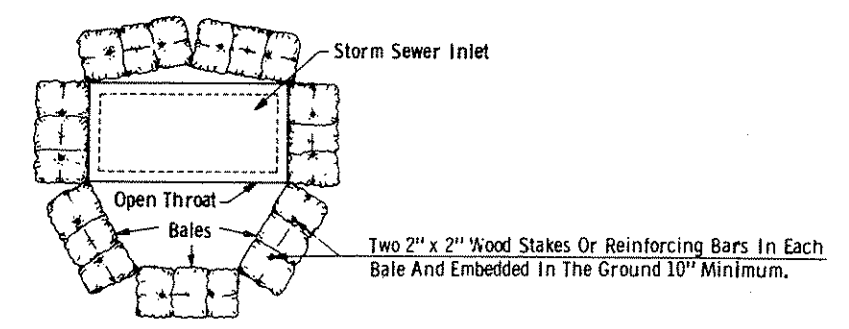 Storm Sewer Inlet
Open Throat
Bales
Two 2" x 2" Wood Stakes Or Reinforcing Bars In Each
Bale And Embedded In The Ground 10" Minimum.